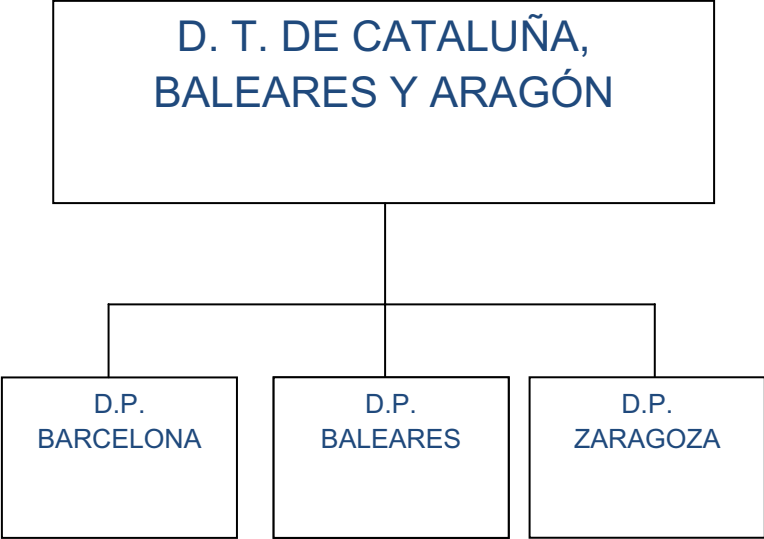 D. T. DE CATALUÑA,
BALEARES Y ARAGÓN
D.P.
BARCELONA
D.P.
BALEARES
D.P.
ZARAGOZA